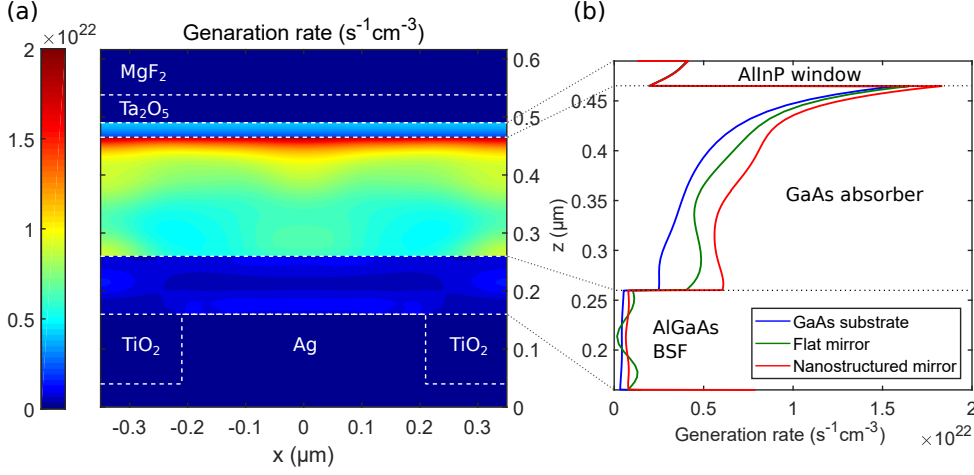 (a)
Genaration rate (s⁻¹cm⁻³)
× 10²²
2
1.5
1
0.5
0
MgF₂
Ta₂O₅
TiO₂
Ag
TiO₂
0.6
0.5
0.4
0.3
0.2
0.1
0
z (μm)
-0.3
-0.2
-0.1
0
0.1
0.2
0.3
x (μm)
(b)
AlInP window
GaAs absorber
AlGaAs
BSF
GaAs substrate
Flat mirror
Nanostructured mirror
0.45
0.4
0.35
0.3
0.25
0.2
0
0.5
1
1.5
2
Generation rate (s⁻¹cm⁻³)
×10²²